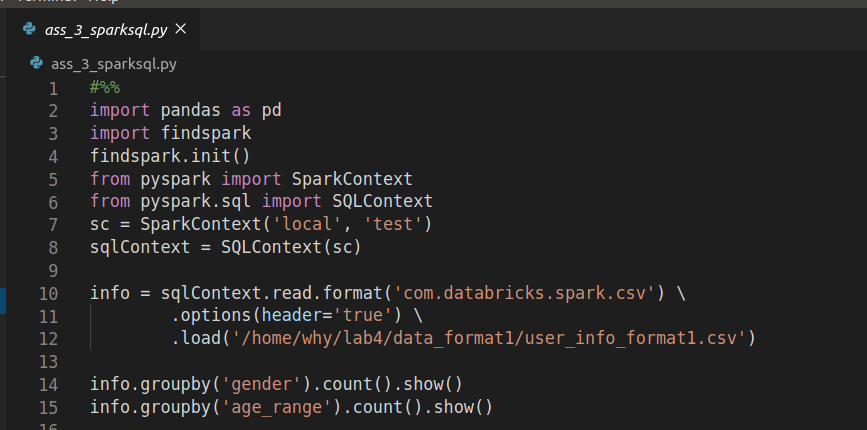 ass_3_sparksql.py
ass_3_sparksql.py
1 #%%
2 import pandas as pd
3 import findspark
4 findspark.init()
5 from pyspark import SparkContext
6 from pyspark.sql import SQLContext
7 sc = SparkContext('local', 'test')
8 sqlContext = SQLContext(sc)
9
10 info = sqlContext.read.format('com.databricks.spark.csv') \
11         .options(header='true') \
12         .load('/home/why/lab4/data_format1/user_info_format1.csv')
13
14 info.groupby('gender').count().show()
15 info.groupby('age_range').count().show()